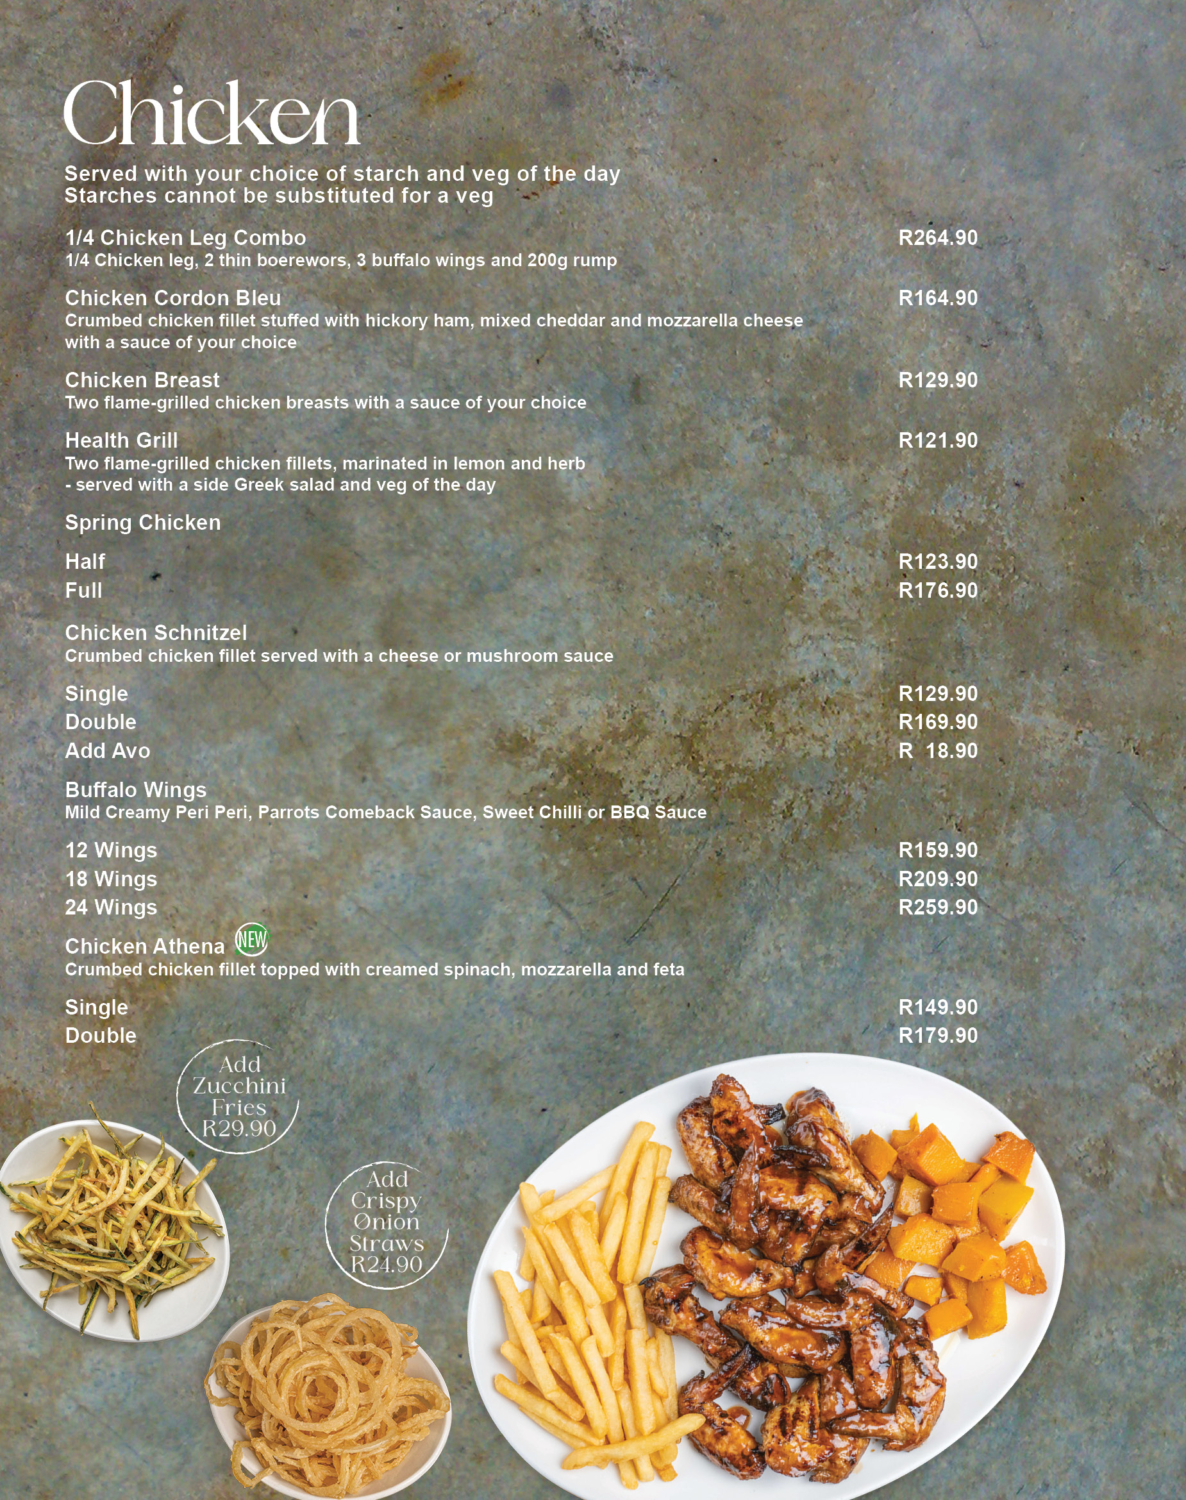 Chicken
Served with your choice of starch and veg of the day
Starches cannot be substituted for a veg
1/4 Chicken Leg Combo R264.90
1/4 Chicken leg, 2 thin boerewors, 3 buffalo wings and 200g rump
Chicken Cordon Bleu R164.90
Crumbed chicken fillet stuffed with hickory ham, mixed cheddar and mozzarella cheese
with a sauce of your choice
Chicken Breast R129.90
Two flame-grilled chicken breasts with a sauce of your choice
Health Grill R121.90
Two flame-grilled chicken fillets, marinated in lemon and herb
- served with a side Greek salad and veg of the day
Spring Chicken
Half R123.90
Full R176.90
Chicken Schnitzel
Crumbed chicken fillet served with a cheese or mushroom sauce
Single R129.90
Double R169.90
Add Avo R 18.90
Buffalo Wings
Mild Creamy Peri Peri, Parrots Comeback Sauce, Sweet Chilli or BBQ Sauce
12 Wings R159.90
18 Wings R209.90
24 Wings R259.90
Chicken Athena NEW
Crumbed chicken fillet topped with creamed spinach, mozzarella and feta
Single R149.90
Double R179.90
Add
Zucchini
Fries
R29.90
Add
Crispy
Onion
Straws
R24.90